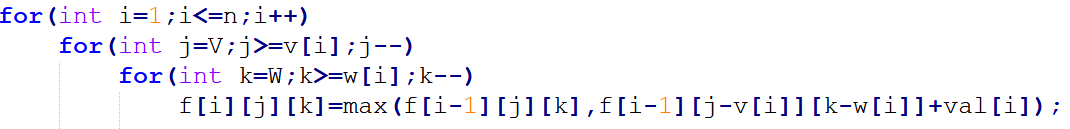 for(int i=1;i<=n;i++)
    for(int j=V;j>=v[i];j--)
        for(int k=W;k>=w[i];k--)
            f[i][j][k]=max(f[i-1][j][k],f[i-1][j-v[i]][k-w[i]]+val[i]);